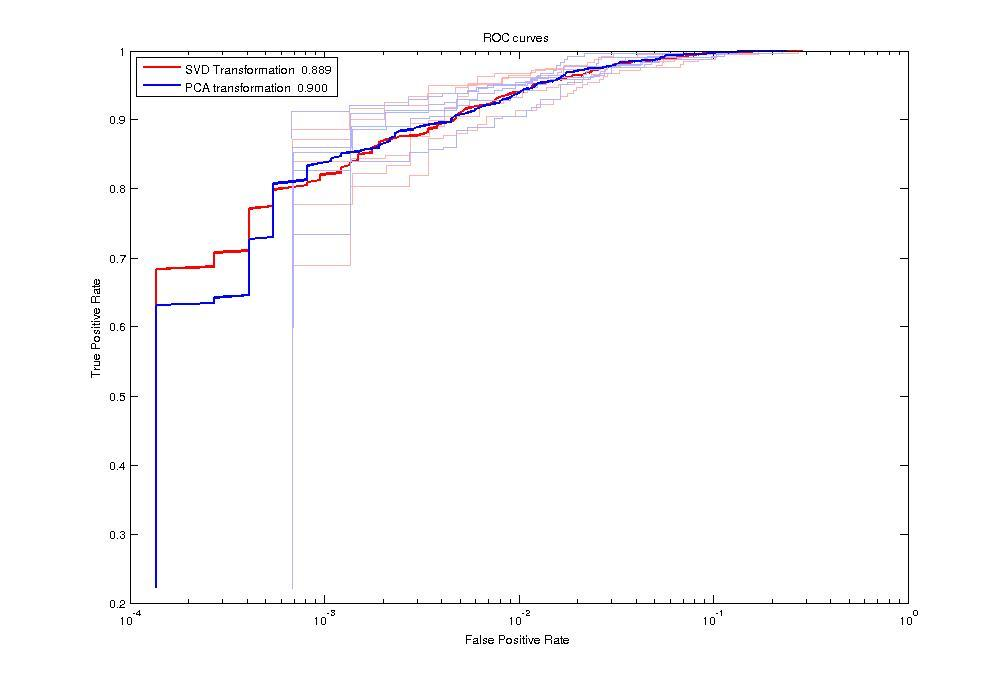 ROC curves
SVD Transformation 0.889
PCA transformation 0.900
1
0.9
0.8
0.7
0.6
0.5
0.4
0.3
0.2
True Positive Rate
10^-4
10^-3
10^-2
10^-1
10^0
False Positive Rate